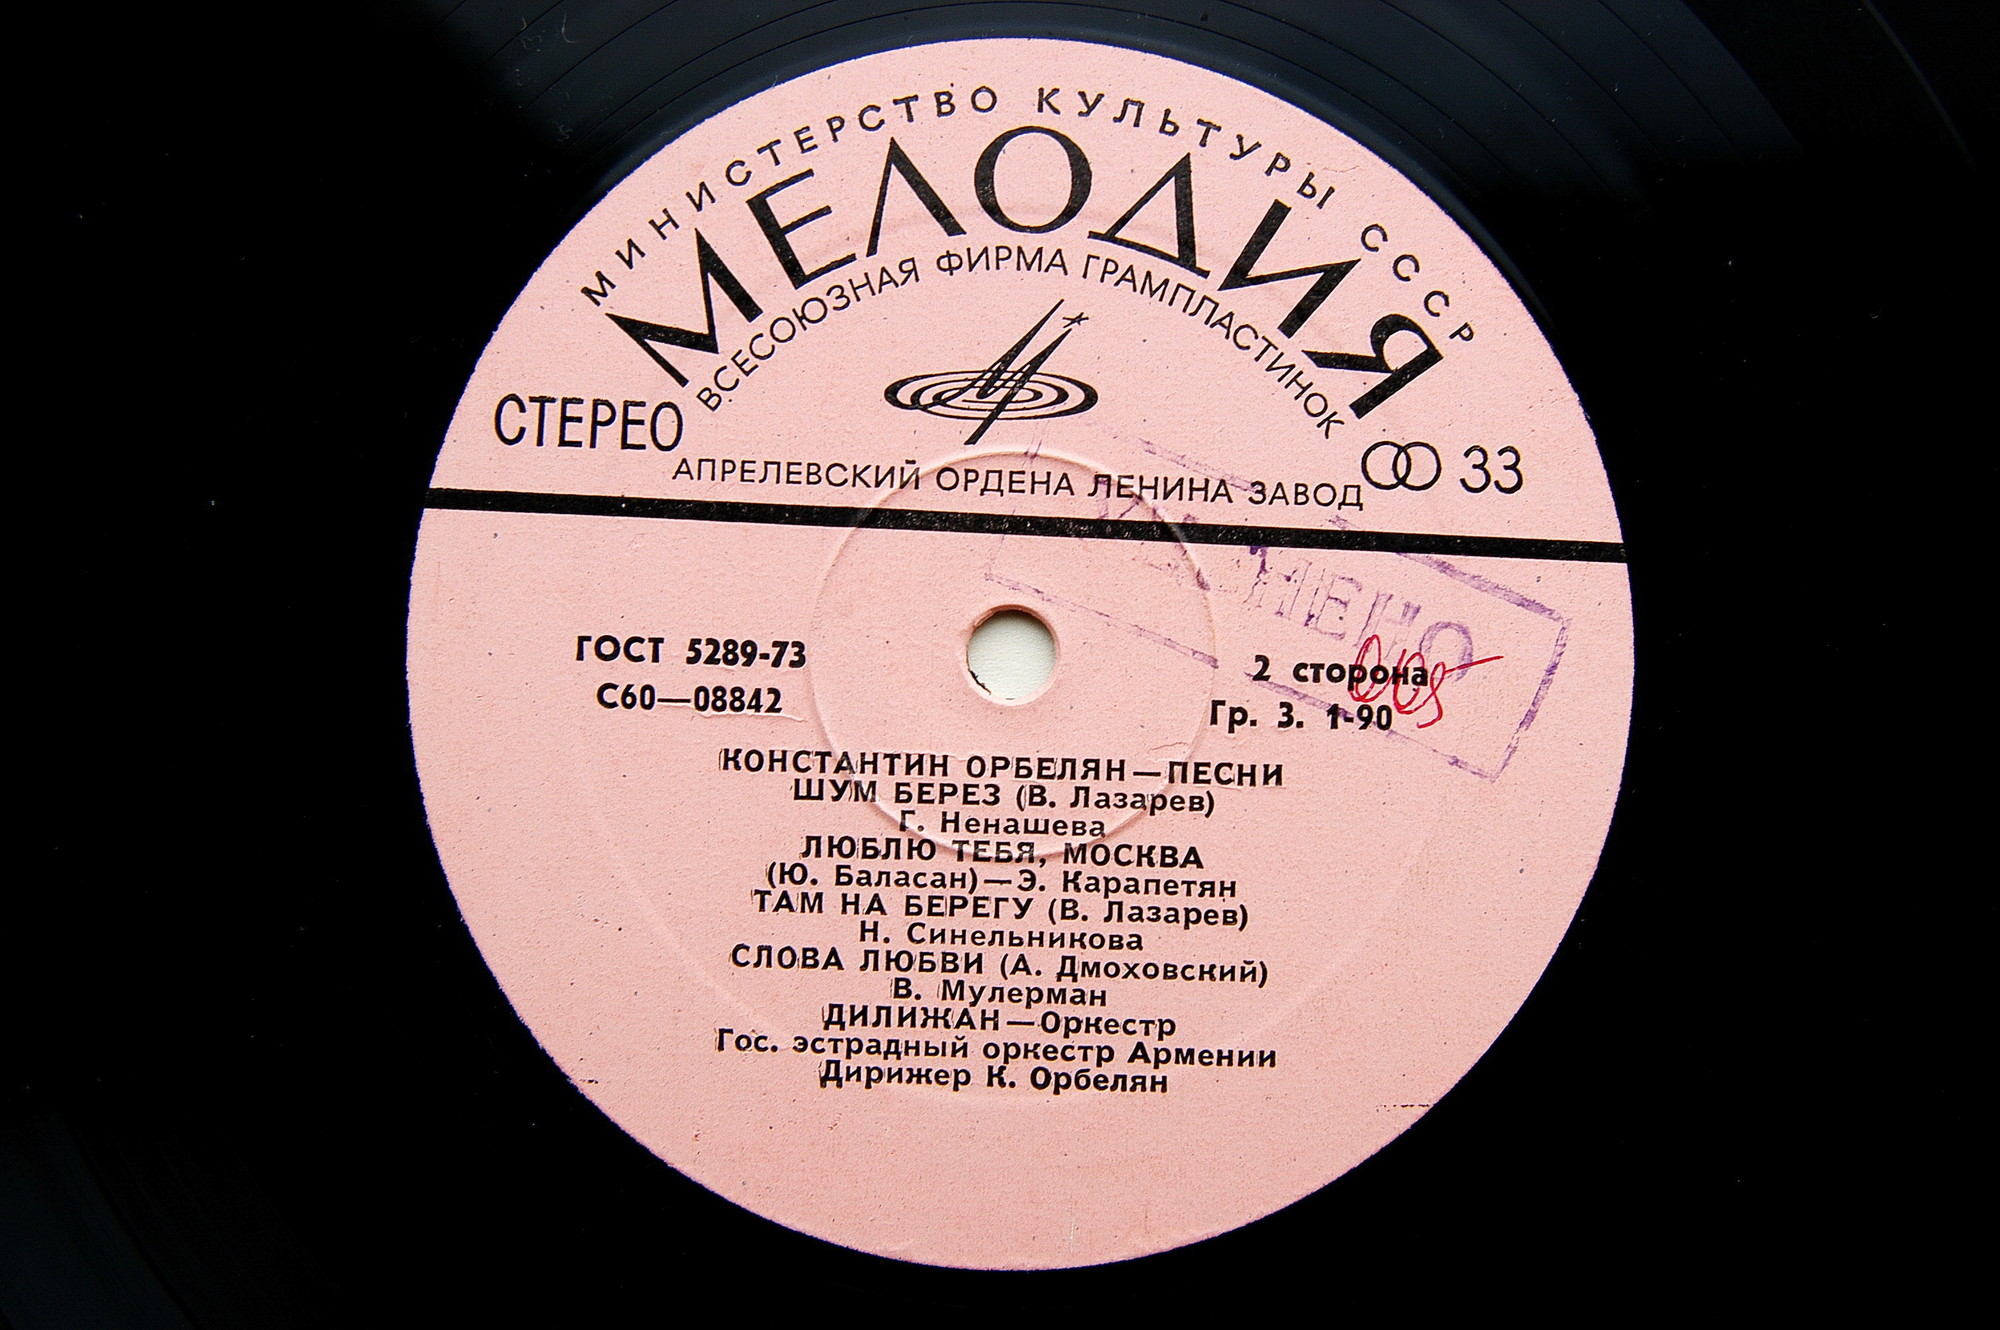 МИНИСТЕРСТВО КУЛЬТУРЫ СССР
МЕЛОДИЯ
ВСЕСОЮЗНАЯ ФИРМА ГРАМПЛАСТИНОК
СТЕРЕО
33
АПРЕЛЕВСКИЙ ОРДЕНА ЛЕНИНА ЗАВОД
ГОСТ 5289-73
С60—08842
2 сторона
Гр. 3. 1-90
КОНСТАНТИН ОРБЕЛЯН—ПЕСНИ
ШУМ БЕРЕЗ (В. Лазарев)
Г. Ненашева
ЛЮБЛЮ ТЕБЯ, МОСКВА
(Ю. Баласан)—Э. Карапетян
ТАМ НА БЕРЕГУ (В. Лазарев)
Н. Синельникова
СЛОВА ЛЮБВИ (А. Дмоховский)
В. Мулерман
ДИЛИЖАН—Оркестр
Гос. эстрадный оркестр Армении
Дирижер К. Орбелян